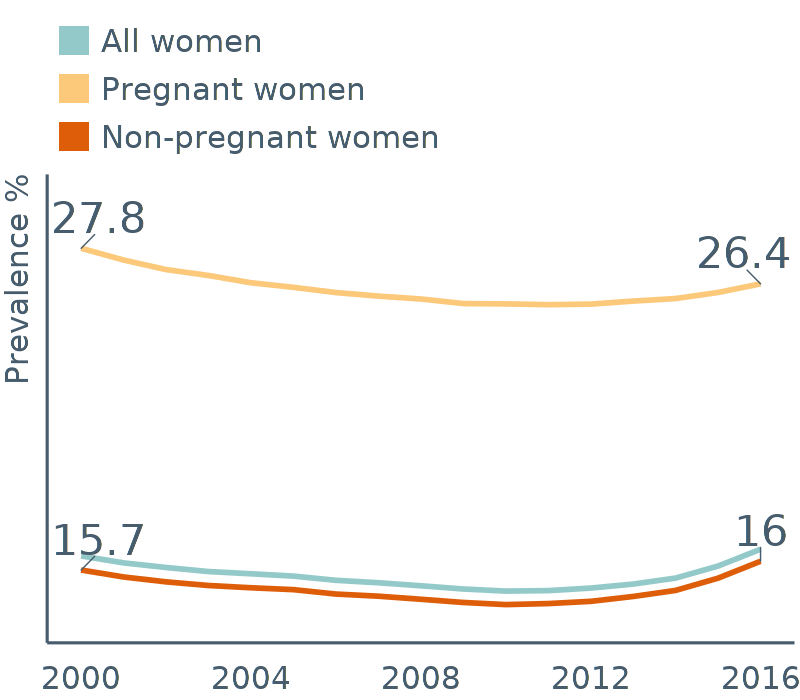 All women
Pregnant women
Non-pregnant women
Prevalence %
27.8
26.4
15.7
16
2000 2004 2008 2012 2016